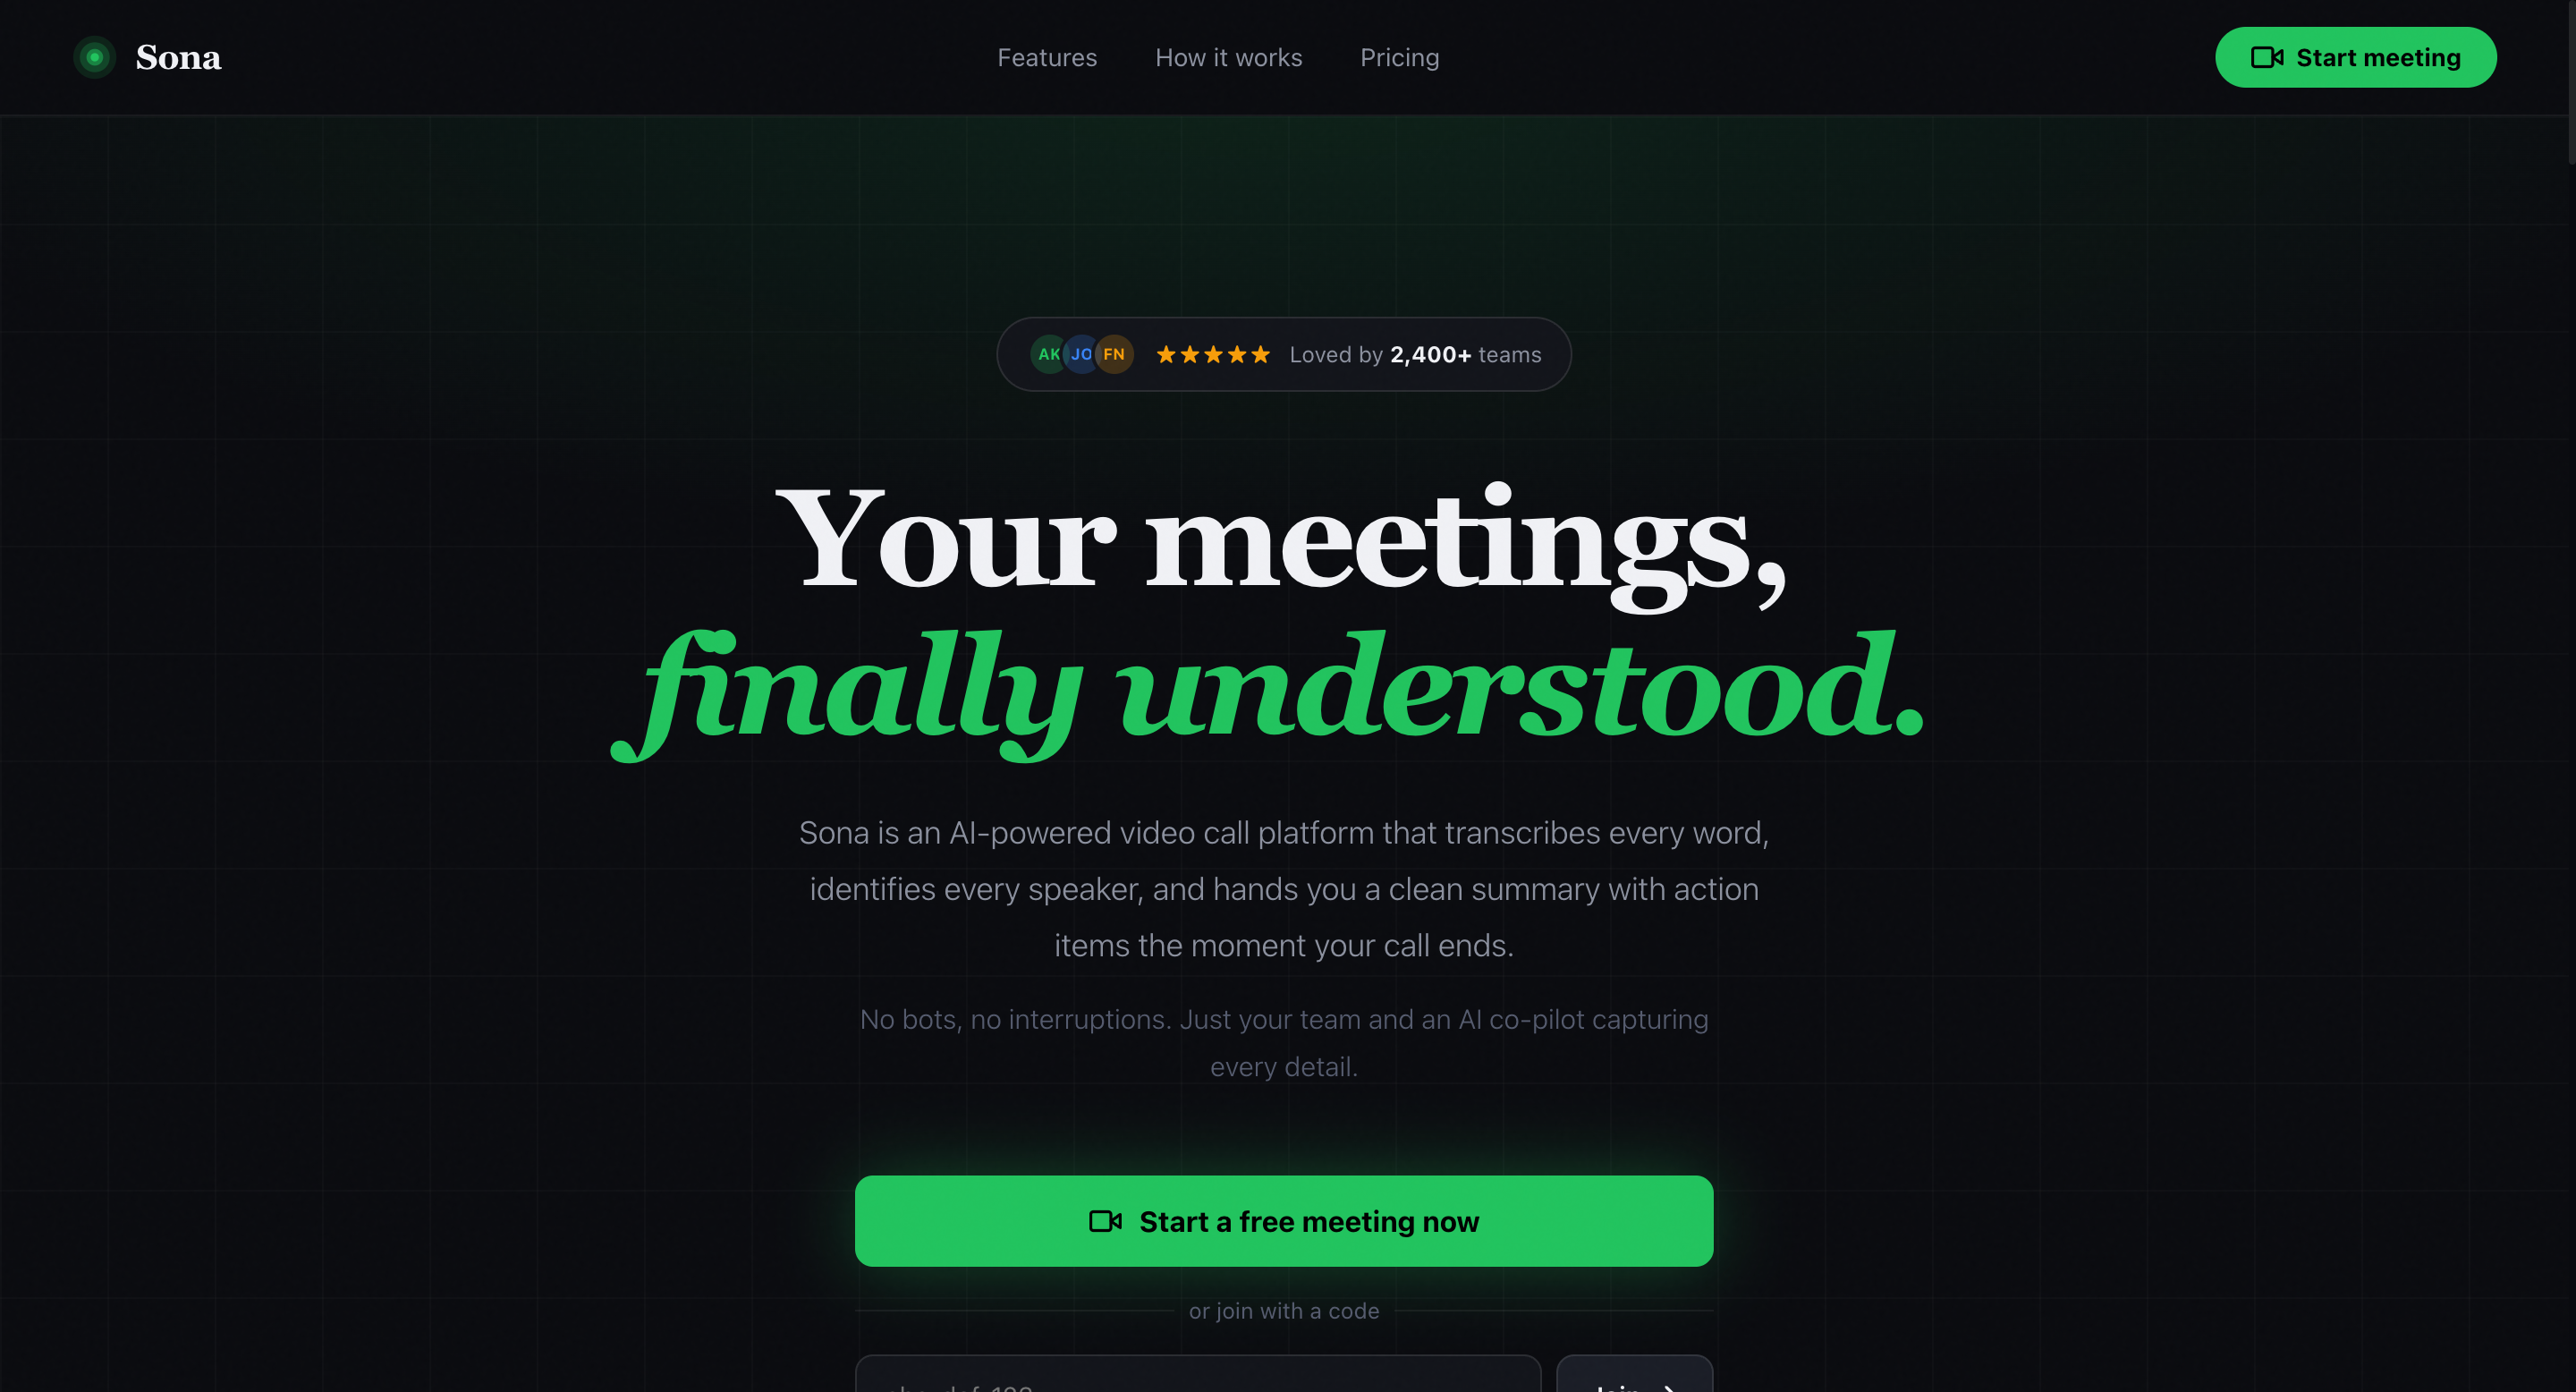 Sona
Features
How it works
Pricing
Start meeting
AK JO FN
Loved by 2,400+ teams
Your meetings,
finally understood.
Sona is an AI-powered video call platform that transcribes every word,
identifies every speaker, and hands you a clean summary with action
items the moment your call ends.
No bots, no interruptions. Just your team and an AI co-pilot capturing
every detail.
Start a free meeting now
or join with a code
Join